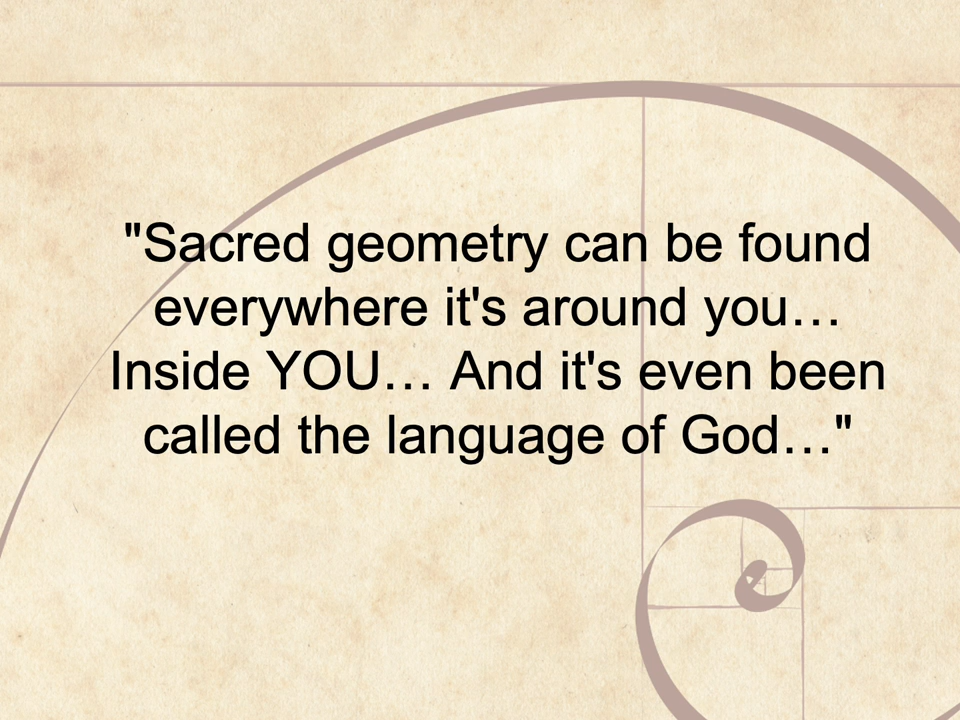 "Sacred geometry can be found
everywhere it's around you…
Inside YOU… And it's even been
called the language of God…"